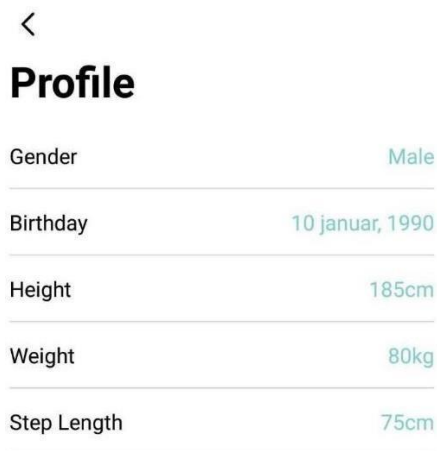 Profile
Gender Male
Birthday 10 januar, 1990
Height 185cm
Weight 80kg
Step Length 75cm